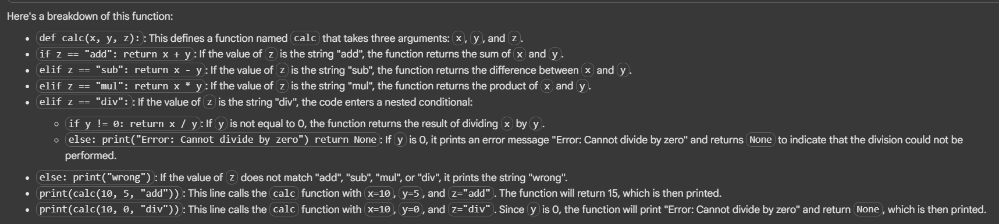 Here's a breakdown of this function:
• def calc(x, y, z):: This defines a function named calc that takes three arguments: x, y, and z.
• if z == "add": return x + y: If the value of z is the string "add", the function returns the sum of x and y.
• elif z == "sub": return x - y: If the value of z is the string "sub", the function returns the difference between x and y.
• elif z == "mul": return x * y: If the value of z is the string "mul", the function returns the product of x and y.
• elif z == "div":: If the value of z is the string "div", the code enters a nested conditional:
◦ if y != 0: return x / y: If y is not equal to 0, the function returns the result of dividing x by y.
◦ else: print("Error: Cannot divide by zero") return None: If y is 0, it prints an error message "Error: Cannot divide by zero" and returns None to indicate that the division could not be
performed.
• else: print("wrong"): If the value of z does not match "add", "sub", "mul", or "div", it prints the string "wrong".
• print(calc(10, 5, "add")): This line calls the calc function with x=10, y=5, and z="add". The function will return 15, which is then printed.
• print(calc(10, 0, "div")): This line calls the calc function with x=10, y=0, and z="div". Since y is 0, the function will print "Error: Cannot divide by zero" and return None, which is then printed.